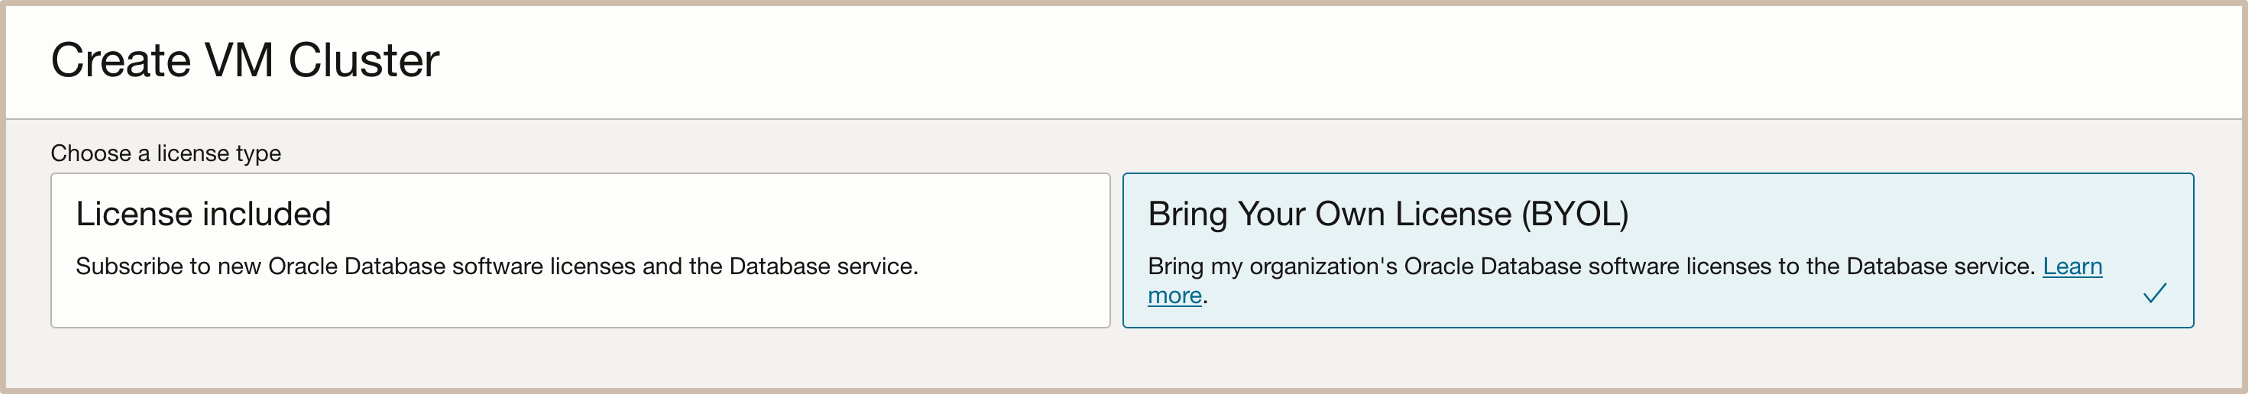 Create VM Cluster
Choose a license type
License included
Subscribe to new Oracle Database software licenses and the Database service.
Bring Your Own License (BYOL)
Bring my organization's Oracle Database software licenses to the Database service. Learn
more.